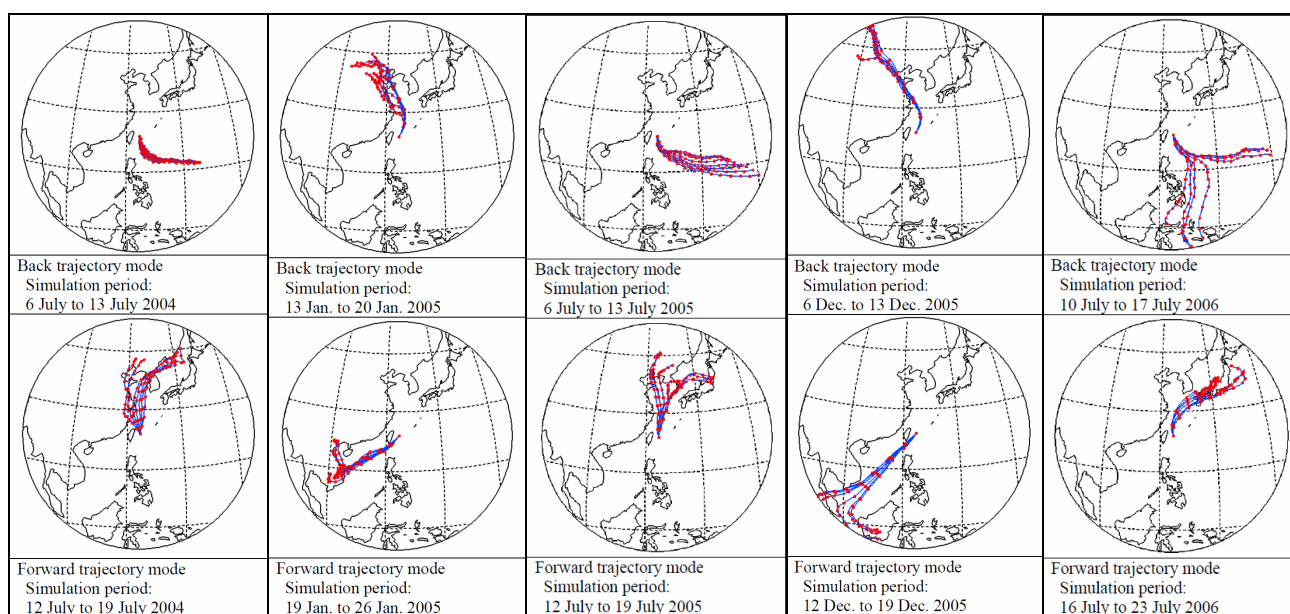 Back trajectory mode
Simulation period:
6 July to 13 July 2004
Back trajectory mode
Simulation period:
13 Jan. to 20 Jan. 2005
Back trajectory mode
Simulation period:
6 July to 13 July 2005
Back trajectory mode
Simulation period:
6 Dec. to 13 Dec. 2005
Back trajectory mode
Simulation period:
10 July to 17 July 2006
Forward trajectory mode
Simulation period:
12 July to 19 July 2004
Forward trajectory mode
Simulation period:
19 Jan. to 26 Jan. 2005
Forward trajectory mode
Simulation period:
12 July to 19 July 2005
Forward trajectory mode
Simulation period:
12 Dec. to 19 Dec. 2005
Forward trajectory mode
Simulation period:
16 July to 23 July 2006